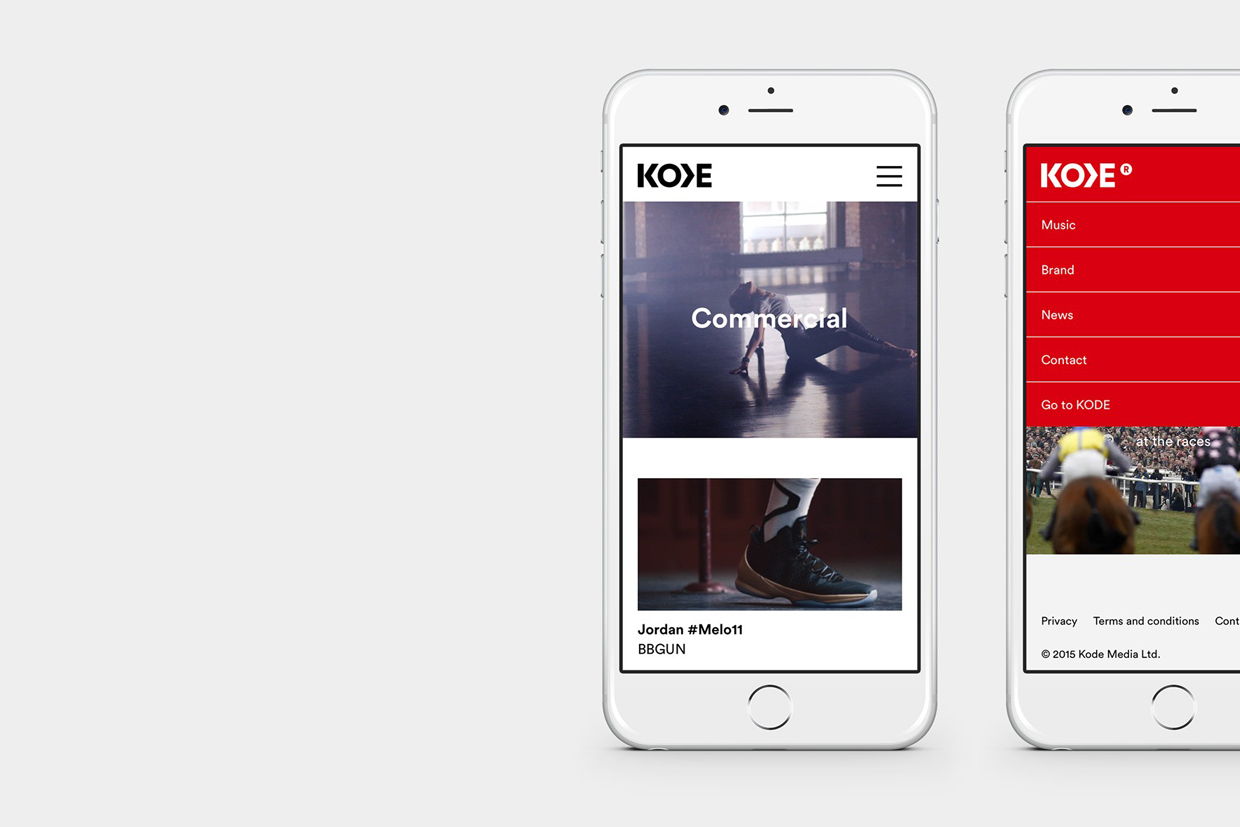 KODE
Commercial
Jordan #Melo11
BBGUN
KODE®
Music
Brand
News
Contact
Go to KODE
at the races
Privacy Terms and conditions
© 2015 Kode Media Ltd.